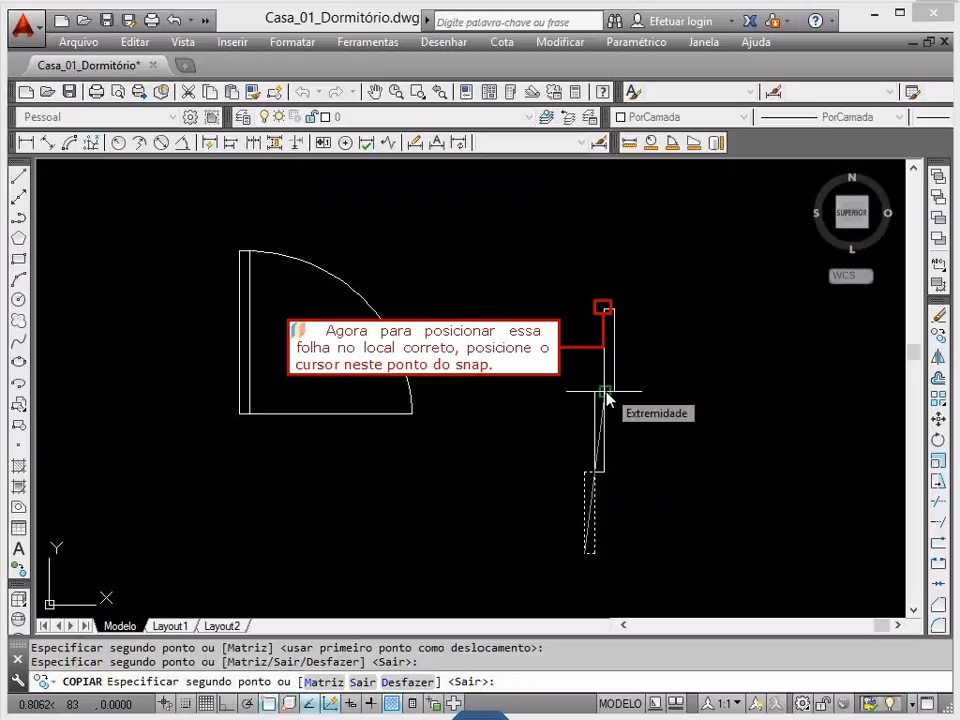 Casa_01_Dormitório.dwg
Digite palavra-chave ou frase
Efetuar login
Arquivo Editar Vista Inserir Formatar Ferramentas Desenhar Cota Modificar Paramétrico Janela Ajuda
Casa_01_Dormitório*
Pessoal
0
PorCamada
PorCamada
N
S
SUPERIOR
O
L
WCS
Agora para posicionar essa
folha no local correto, posicione o
cursor neste ponto do snap.
Extremidade
Y
X
Modelo Layout1 Layout2
Especificar segundo ponto ou [Matriz] <usar primeiro ponto como deslocamento>:
Especificar segundo ponto ou [Matriz/Sair/Desfazer] <Sair>:
COPIAR Especificar segundo ponto ou [Matriz Sair Desfazer] <Sair>:
0.8062< 83 , 0.0000
MODELO
1:1